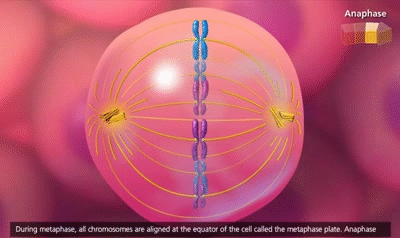 Anaphase
During metaphase, all chromosomes are aligned at the equator of the cell called the metaphase plate. Anaphase